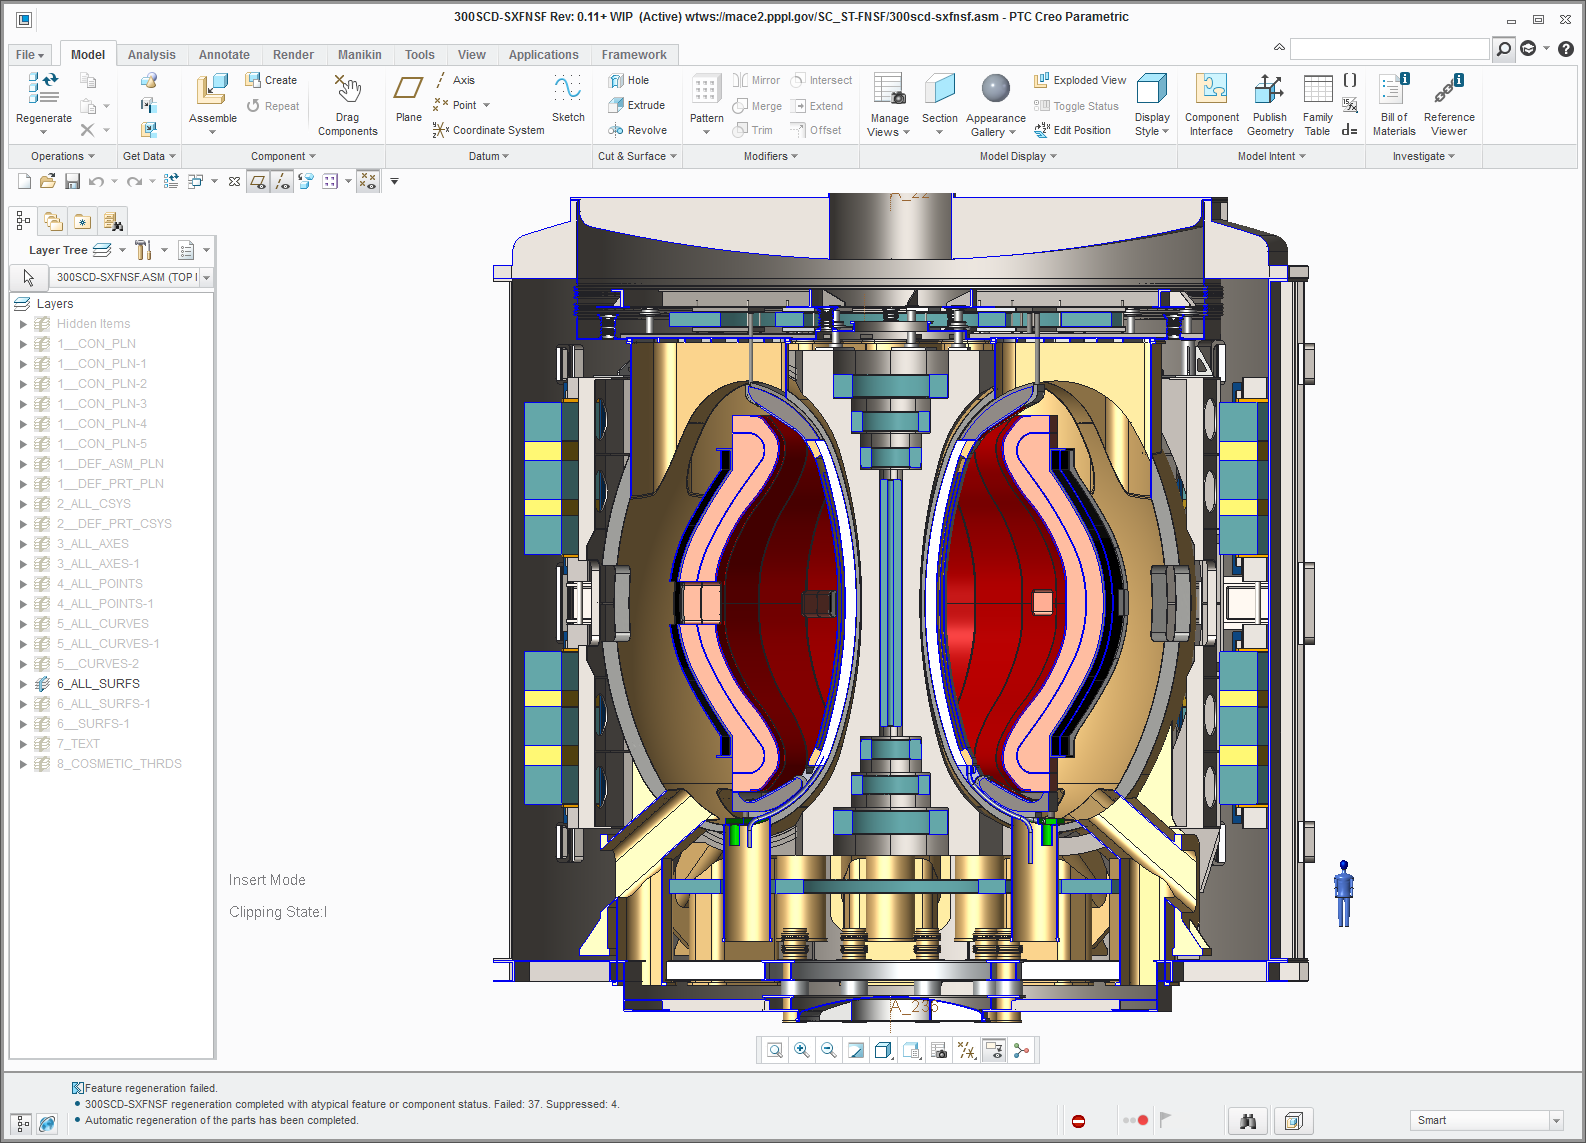 300SCD-SXFNSF Rev: 0.11+ WIP (Active) wtws://mace2.pppl.gov/SC_ST-FNSF/300scd-sxfnsf.asm - PTC Creo Parametric
File Model Analysis Annotate Render Manikin Tools View Applications Framework
Create Axis Hole Mirror Intersect Exploded View
Repeat Point Extrude Merge Extend Toggle Status
Regenerate Assemble Drag Components Plane Coordinate System Sketch Revolve Pattern Trim Offset Manage Views Section Appearance Gallery Edit Position Display Style Component Interface Publish Geometry Family Table Bill of Materials Reference Viewer
Operations Get Data Component Datum Cut & Surface Modifiers Model Display Model Intent Investigate
Layer Tree
300SCD-SXFNSF.ASM (TOP I
Layers
Hidden Items
1__CON_PLN
1__CON_PLN-1
1__CON_PLN-2
1__CON_PLN-3
1__CON_PLN-4
1__CON_PLN-5
1__DEF_ASM_PLN
1__DEF_PRT_PLN
2_ALL_CSYS
2__DEF_PRT_CSYS
3_ALL_AXES
3_ALL_AXES-1
4_ALL_POINTS
4_ALL_POINTS-1
5_ALL_CURVES
5_ALL_CURVES-1
5__CURVES-2
6_ALL_SURFS
6_ALL_SURFS-1
6__SURFS-1
7_TEXT
8_COSMETIC_THRDS
A_22
Insert Mode
Clipping State:I
A_235
Feature regeneration failed.
• 300SCD-SXFNSF regeneration completed with atypical feature or component status. Failed: 37. Suppressed: 4.
• Automatic regeneration of the parts has been completed.
Smart